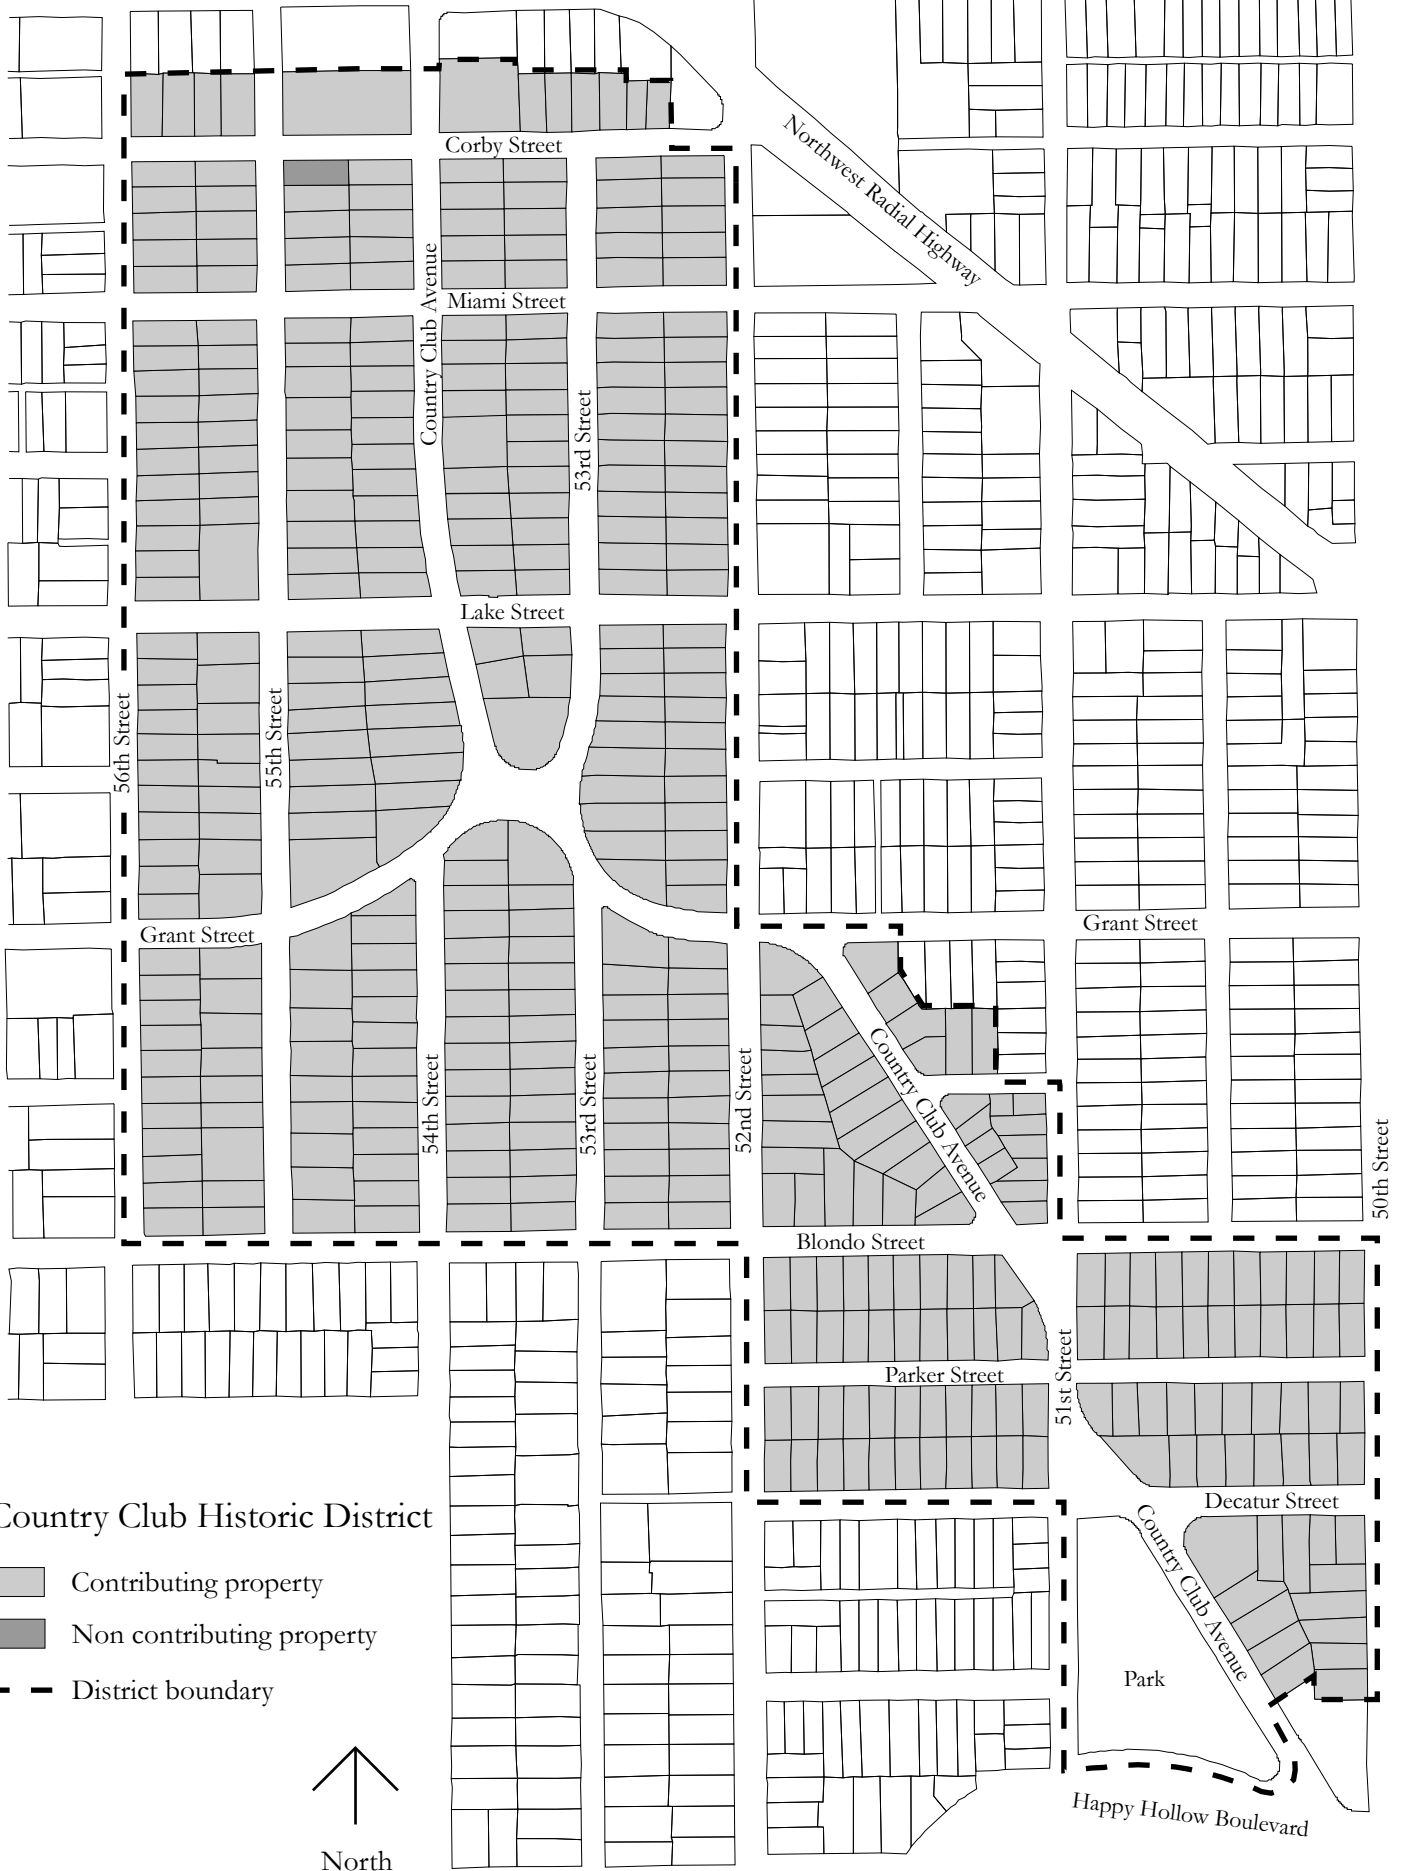 Corby Street
Northwest Radial Highway
Country Club Avenue
Miami Street
53rd Street
Lake Street
56th Street
55th Street
Grant Street
Grant Street
54th Street
53rd Street
52nd Street
Country Club Avenue
50th Street
Blondo Street
Parker Street
51st Street
Decatur Street
Country Club Avenue
Park
Happy Hollow Boulevard
Country Club Historic District
Contributing property
Non contributing property
District boundary
North